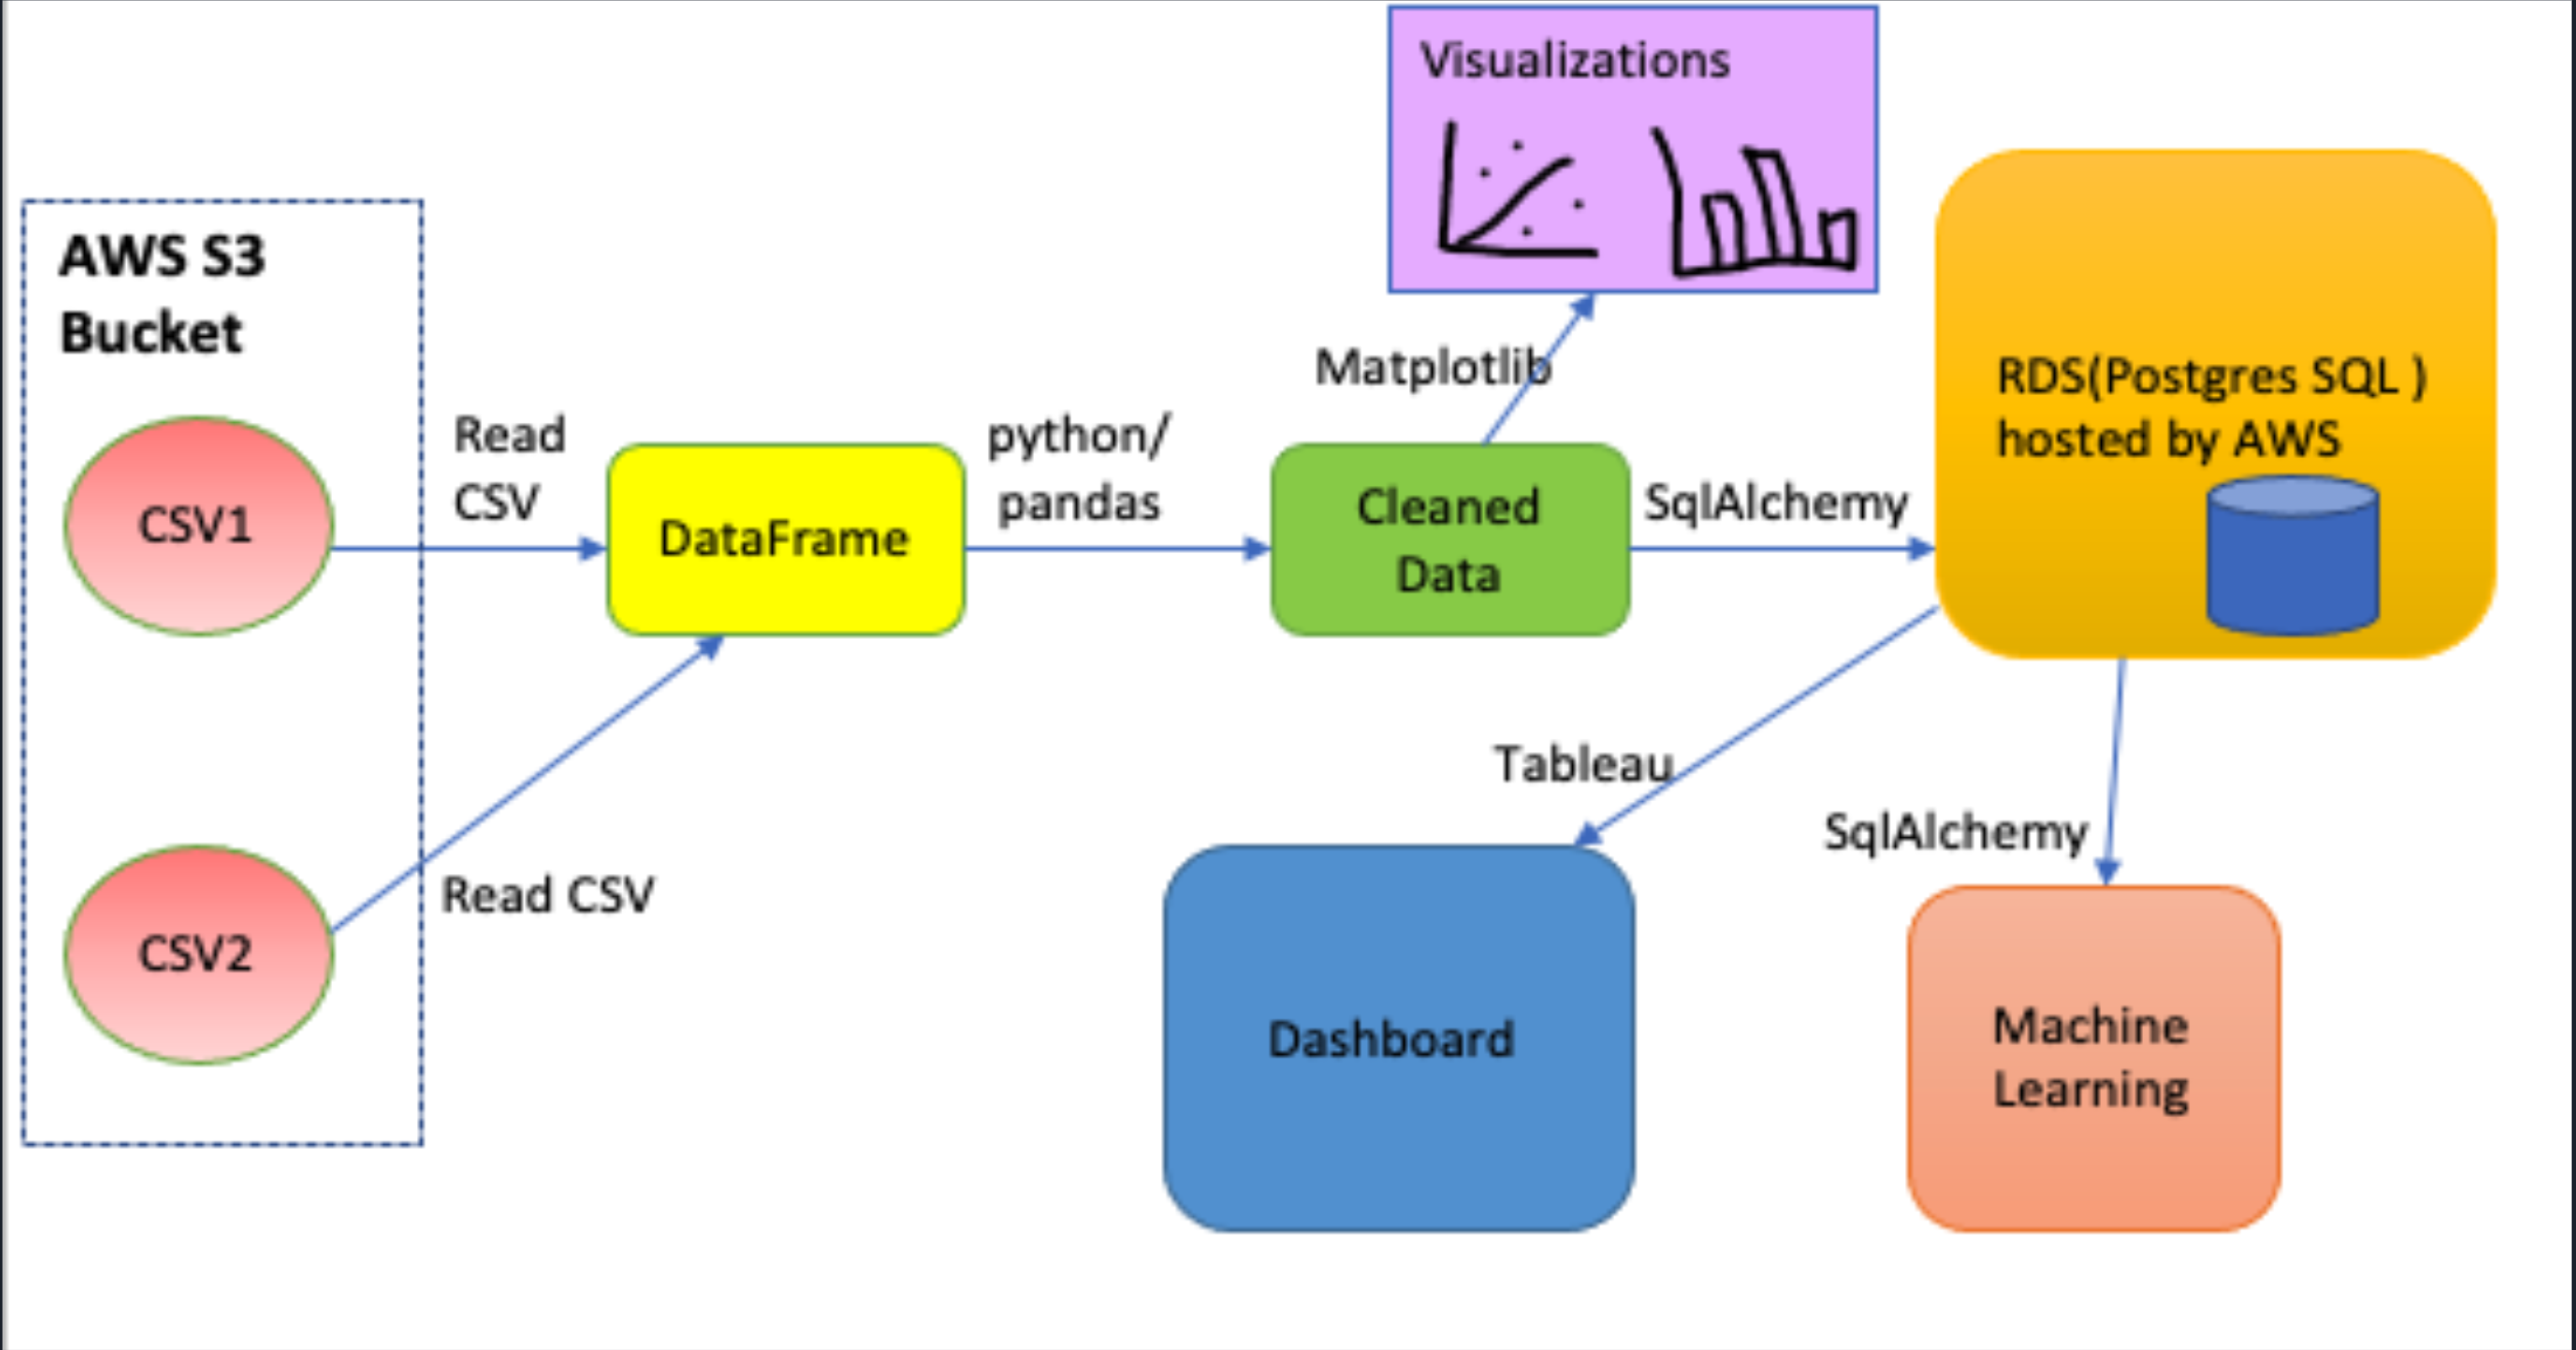 Visualizations
AWS S3
Bucket
CSV1
Read
CSV
DataFrame
python/
pandas
Matplotlib
Cleaned
Data
SqlAlchemy
RDS(Postgres SQL )
hosted by AWS
CSV2
Read CSV
Tableau
SqlAlchemy
Dashboard
Machine
Learning